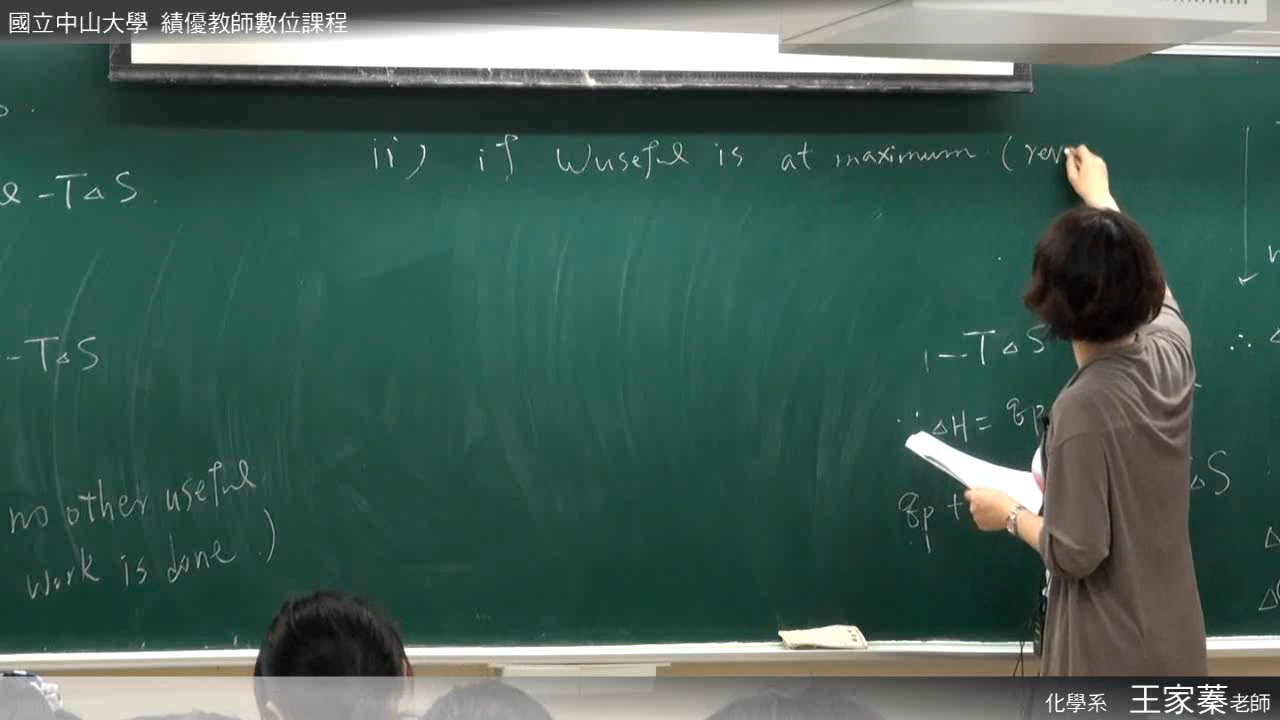 國立中山大學 績優教師數位課程
ii) if Wuseful is at maximum (rev
-TΔS.
-TΔS
no other useful
work is done )
-TΔS
∵ ΔH = qp
qp +
ΔS
∴
化學系 王家蓁老師